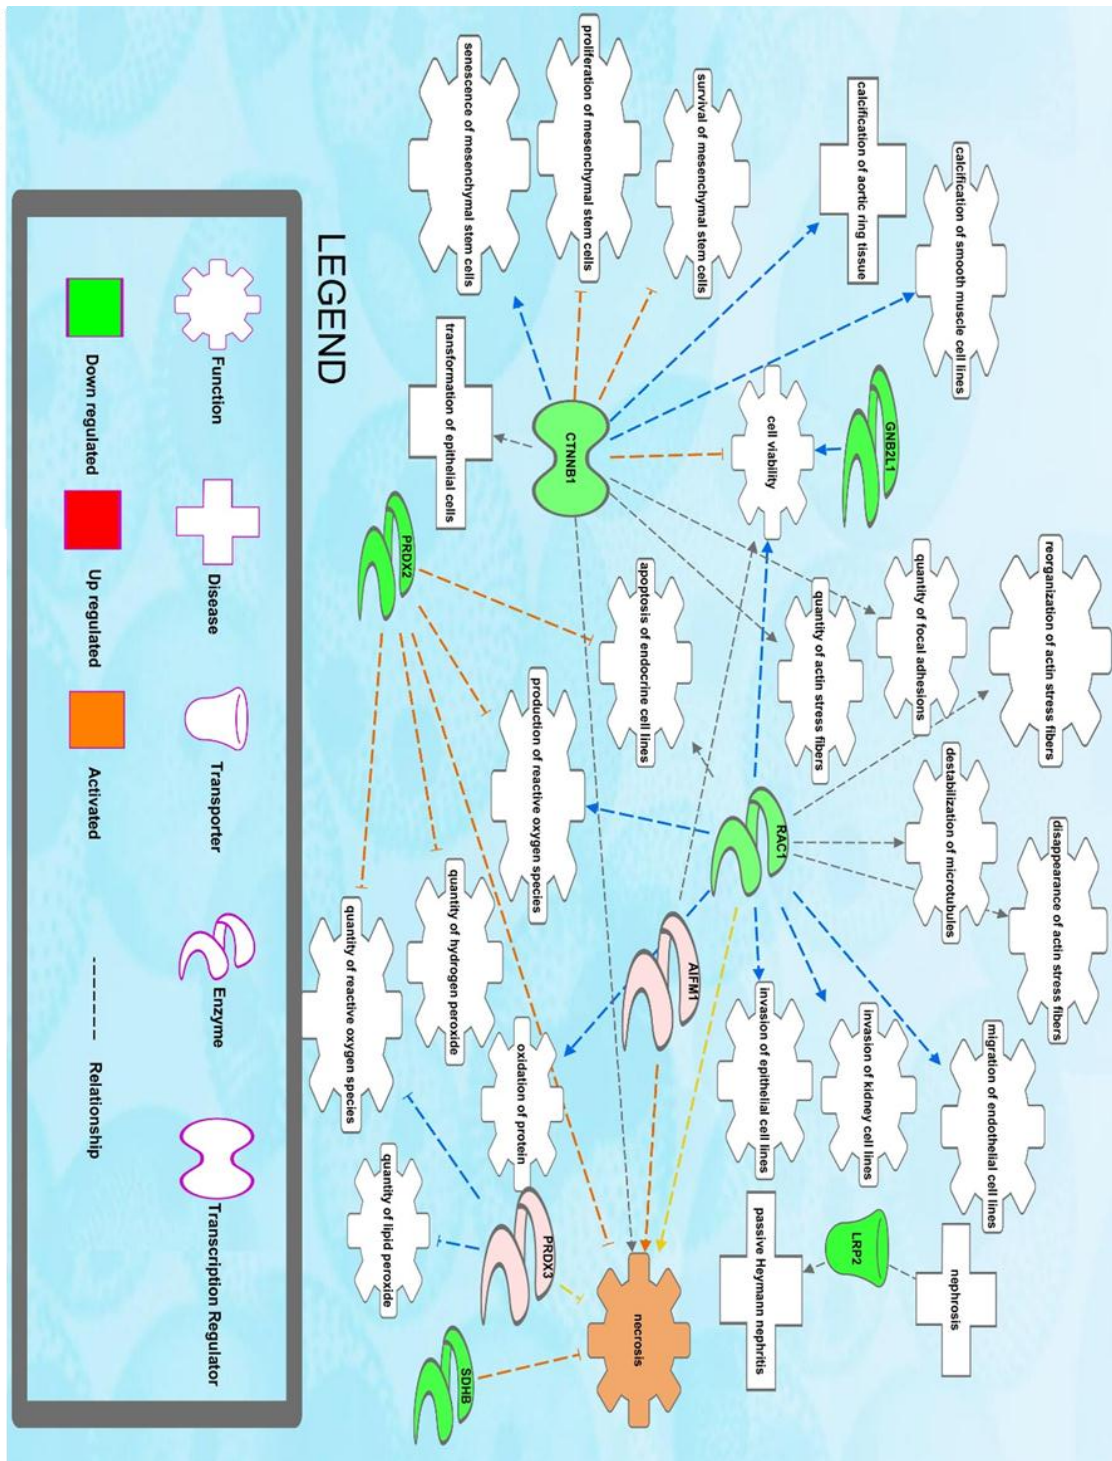 reorganization of actin stress fibers
disappearance of actin stress fibers
migration of endothelial cell lines
nephrosis
calcification of smooth muscle cell lines
quantity of focal adhesions
destabilization of microtubules
invasion of kidney cell lines
LRP2
calcification of aortic ring tissue
GNB2L1
quantity of actin stress fibers
RAC1
invasion of epithelial cell lines
passive Heymann nephritis
cell viability
survival of mesenchymal stem cells
apoptosis of endocrine cell lines
AIFM1
necrosis
proliferation of mesenchymal stem cells
CTNNB1
production of reactive oxygen species
oxidation of protein
PRDX3
senescence of mesenchymal stem cells
transformation of epithelial cells
PRDX2
quantity of hydrogen peroxide
SDHB
quantity of lipid peroxide
quantity of reactive oxygen species
LEGEND
Function
Disease
Transporter
Enzyme
Transcription Regulator
Down regulated
Up regulated
Activated
Relationship